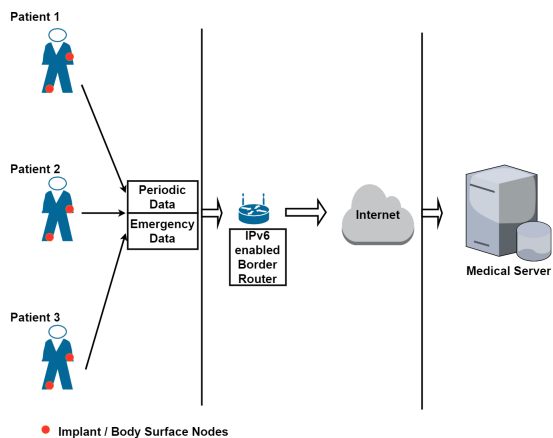 Patient 1
Patient 2
Periodic
Data
Emergency
Data
IPv6
enabled
Border
Router
Internet
Medical Server
Patient 3
Implant / Body Surface Nodes